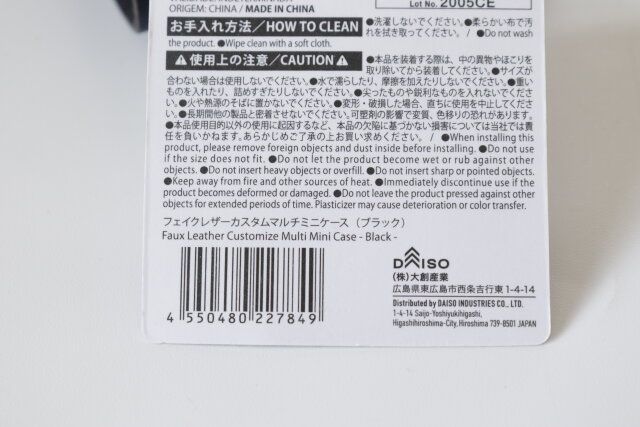 ORIGEM: CHINA / MADE IN CHINA
Lot No. 2005CE
お手入れ方法／HOW TO CLEAN ●洗濯しないでください。●柔らかい布で汚
れを拭き取ってください。 / ●Do not wash
the product. ●Wipe clean with a soft cloth.
使用上の注意／CAUTION ●本品を装着する際は、中の異物やほこりを
取り除いてから装着してください。●サイズが
合わない場合は使用しないでください。●水で濡らしたり、摩擦を加えたりしないでください。●重い
ものを入れたり、詰めすぎたりしないでください。●尖ったものや鋭利なものを入れないでくださ
い。●火や熱源のそばに置かないでください。●変形・破損した場合、直ちに使用を中止してくださ
い。●長期間他の製品と密着させないでください。可塑剤の影響で変質、色移りの恐れがあります。
●本品使用目的以外の使用に起因するなど、本品の欠陥に基づかない損害については当社では責
任を負いかねます。あらかじめご了承の上お買い求めください。 / ●When installing this
product, please remove foreign objects and dust inside before installing. ●Do not use
if the size does not fit. ●Do not let the product become wet or rub against other
objects. ●Do not insert heavy objects or overfill. ●Do not insert sharp or pointed objects.
●Keep away from fire and other sources of heat. ●Immediately discontinue use if the
product becomes deformed or damaged. ●Do not leave the product pressed against other
objects for extended periods of time. Plasticizer may cause deterioration or color transfer.
フェイクレザーカスタムマルチミニケース（ブラック）
Faux Leather Customize Multi Mini Case - Black -
4 550480 227849
DAISO
(株)大創産業
広島県東広島市西条吉行東 1-4-14
Distributed by DAISO INDUSTRIES CO., LTD.
1-4-14 Saijo-Yoshiyukihigashi,
Higashihiroshima-City, Hiroshima 739-8501 JAPAN